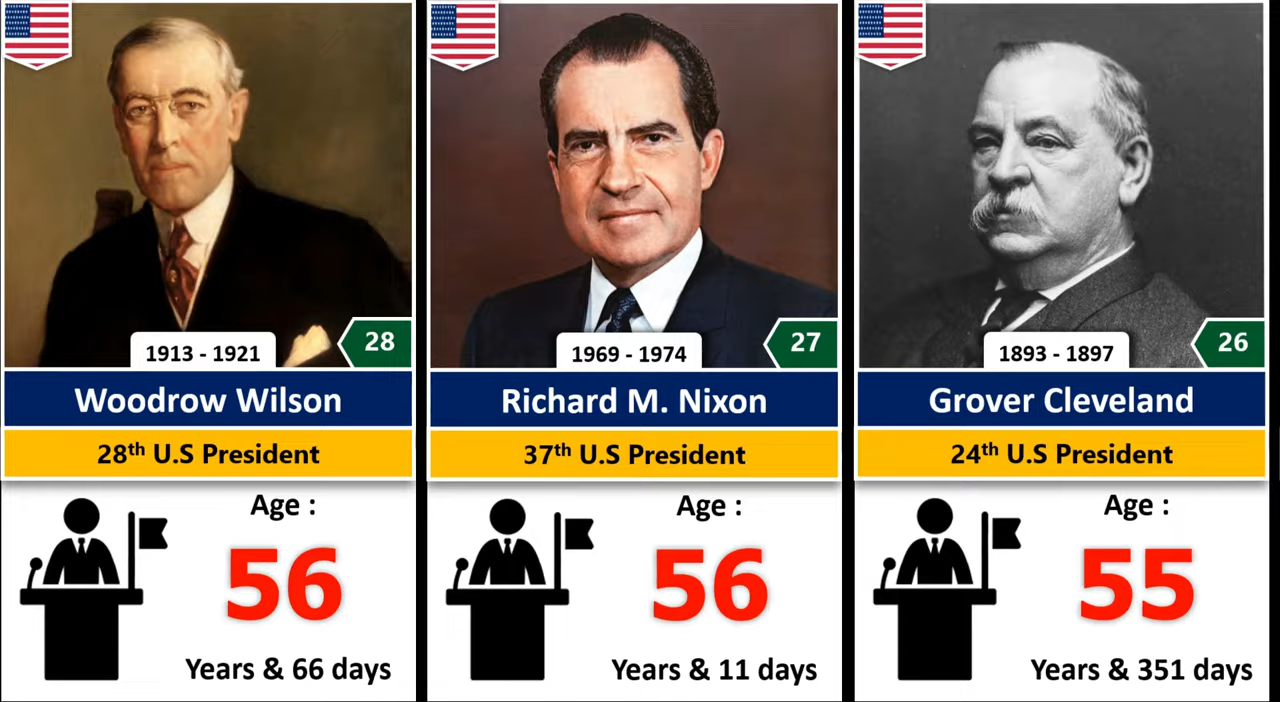 1913 - 1921
28
Woodrow Wilson
28th U.S President
Age :
56
Years & 66 days
1969 - 1974
27
Richard M. Nixon
37th U.S President
Age :
56
Years & 11 days
1893 - 1897
26
Grover Cleveland
24th U.S President
Age :
55
Years & 351 days